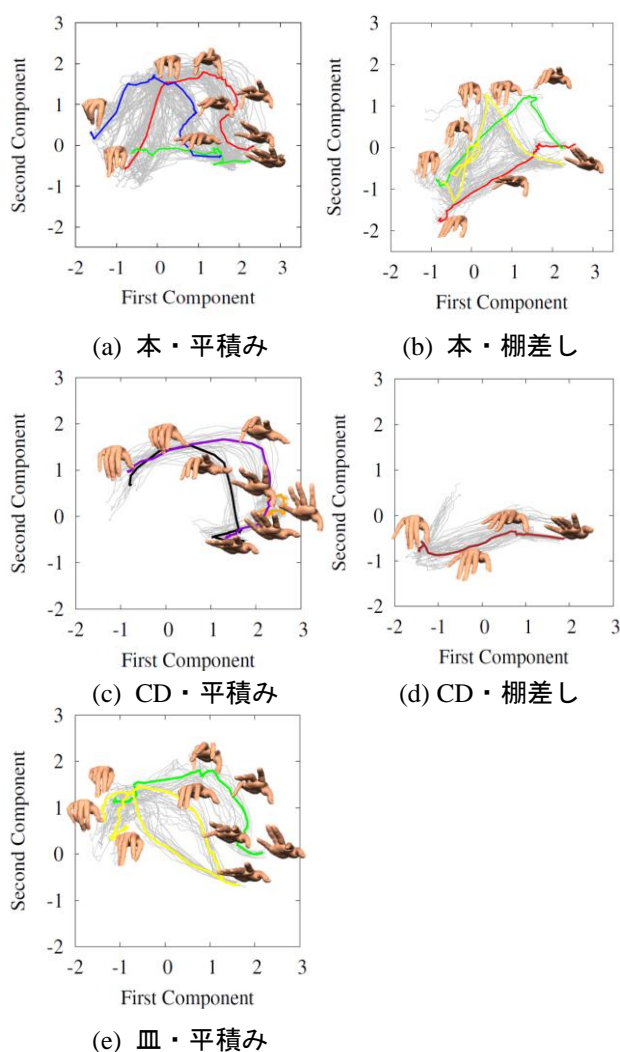 3
2
1
0
-1
-2
Second Component
-2 -1 0 1 2 3
First Component
(a) 本・平積み
3
2
1
0
-1
-2
Second Component
-2 -1 0 1 2 3
First Component
(b) 本・棚差し
3
2
1
0
-1
-2
Second Component
-2 -1 0 1 2 3
First Component
(c) CD・平積み
3
2
1
0
-1
-2
Second Component
-2 -1 0 1 2 3
First Component
(d) CD・棚差し
3
2
1
0
-1
-2
Second Component
-2 -1 0 1 2 3
First Component
(e) 皿・平積み